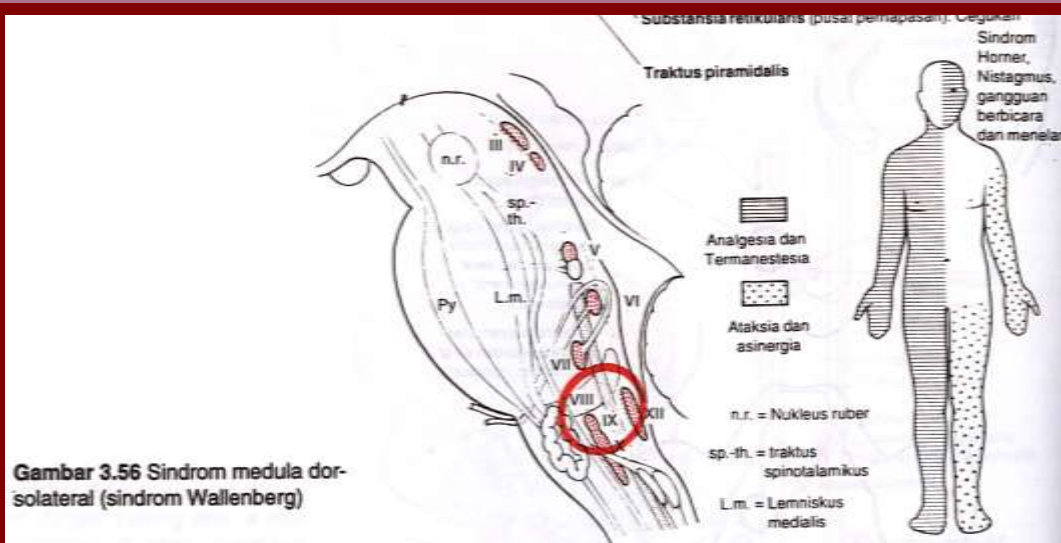 Substansia retikularis (pusat pernapasan): Cegukan
Traktus piramidalis
Sindrom
Horner,
Nistagmus,
gangguan
berbicara
dan menelan
n.r.
III
IV
sp.-
th.
V
L.m.
VI
Py
VII
VIII
IX
XII
Analgesia dan
Termanestesia
Ataksia dan
asinergia
n.r. = Nukleus ruber
sp.-th. = traktus
spinotalamikus
L.m. = Lemniskus
medialis
Gambar 3.56 Sindrom medula dor-
solateral (sindrom Wallenberg)